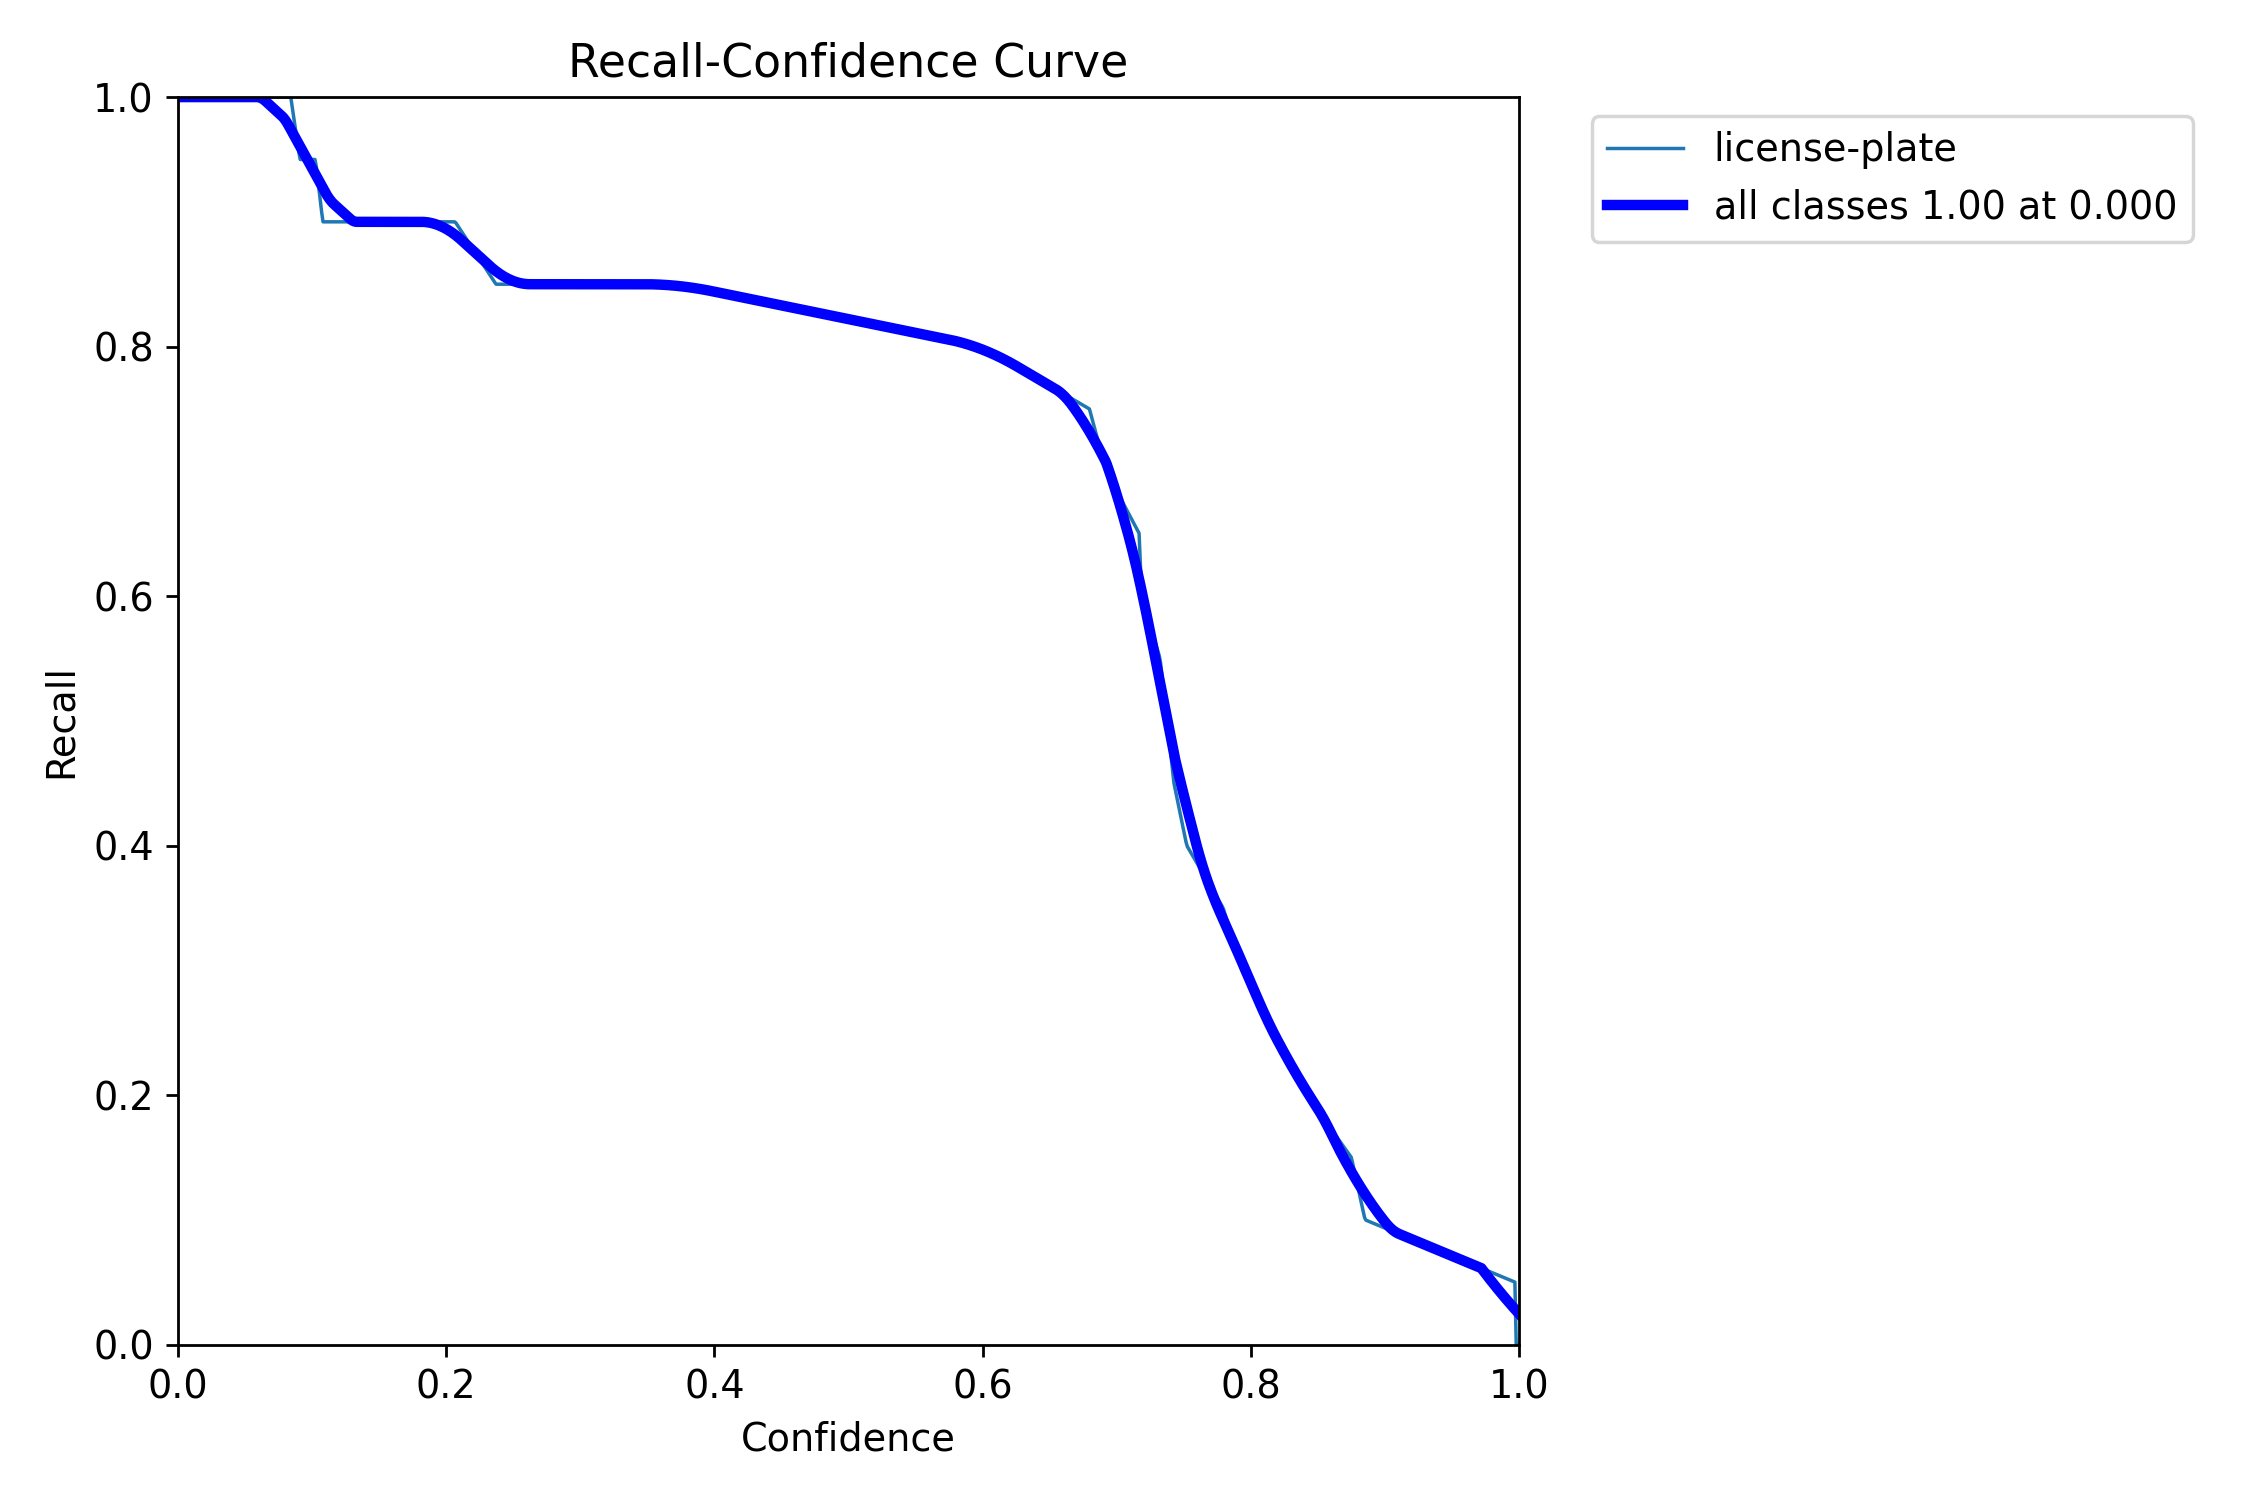 Recall-Confidence Curve
license-plate
all classes 1.00 at 0.000
1.0
0.8
0.6
0.4
0.2
0.0
Recall
0.0 0.2 0.4 0.6 0.8 1.0
Confidence